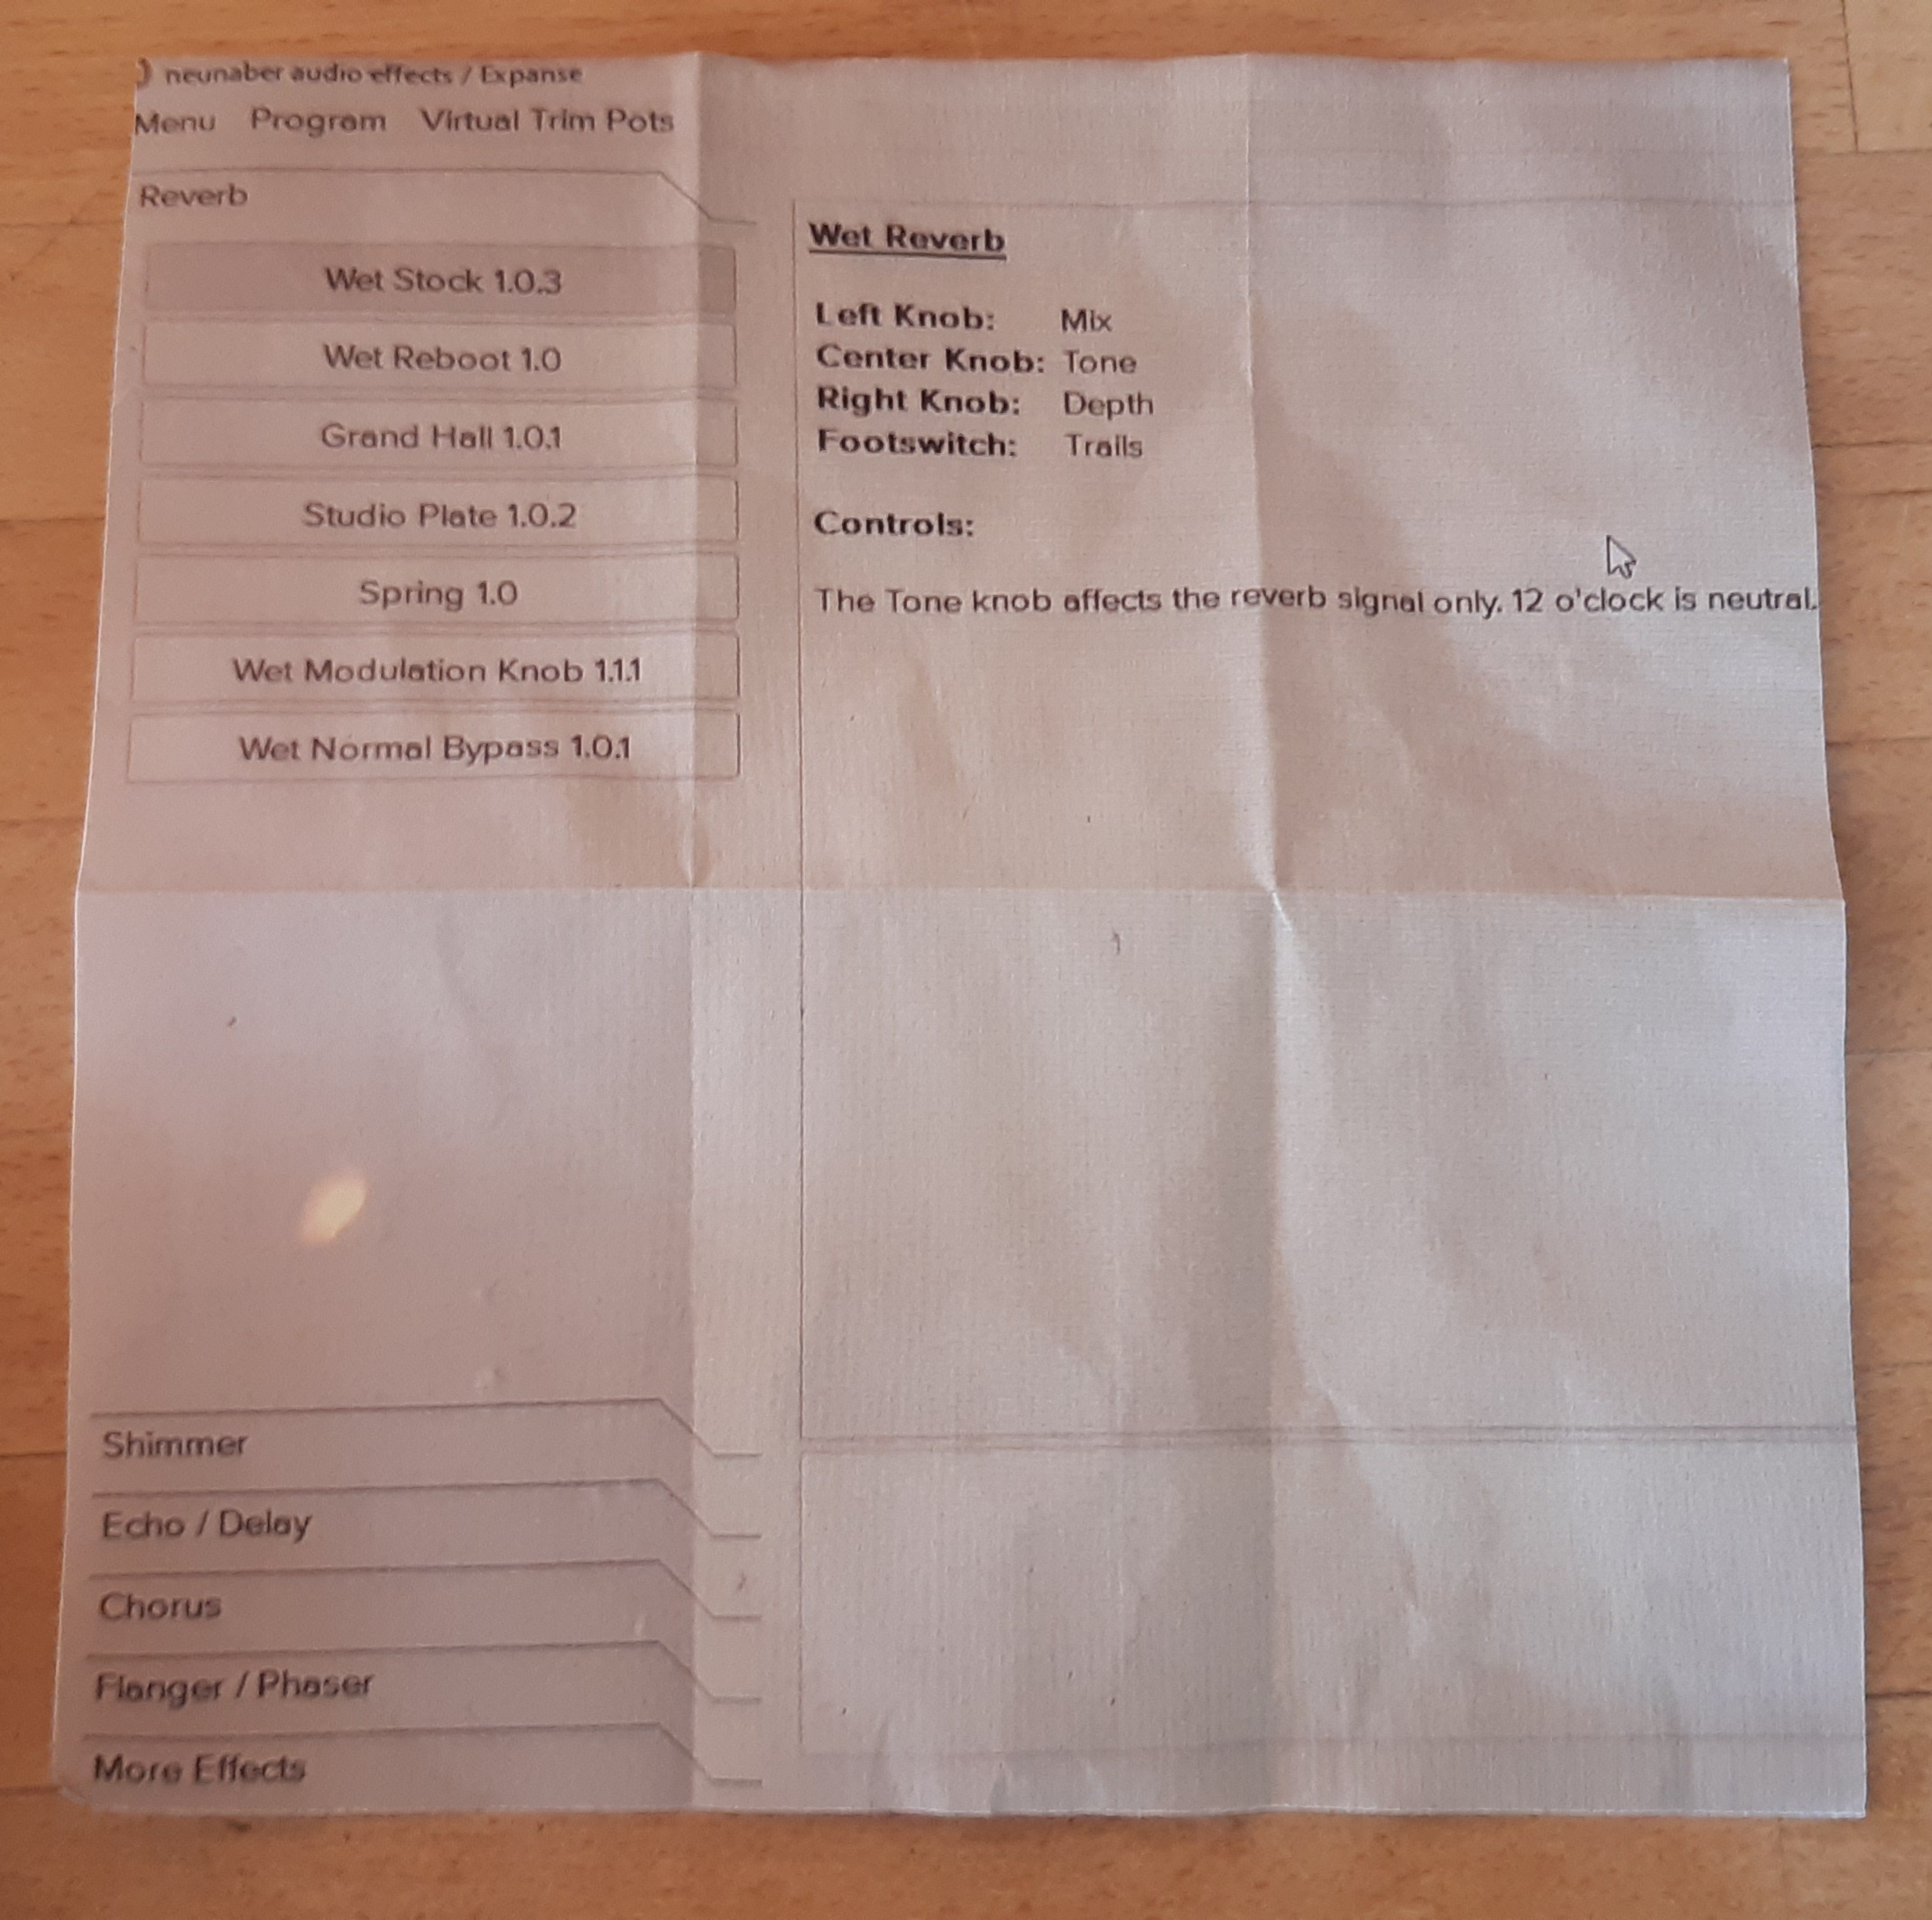 neunaber audio effects / Expanse
Menu Program Virtual Trim Pots
Reverb
Wet Stock 1.0.3
Wet Reboot 1.0
Grand Hall 1.0.1
Studio Plate 1.0.2
Spring 1.0
Wet Modulation Knob 1.1.1
Wet Normal Bypass 1.0.1
Shimmer
Echo / Delay
Chorus
Flanger / Phaser
More Effects
Wet Reverb
Left Knob: Mix
Center Knob: Tone
Right Knob: Depth
Footswitch: Trails
Controls:
The Tone knob affects the reverb signal only. 12 o'clock is neutral.